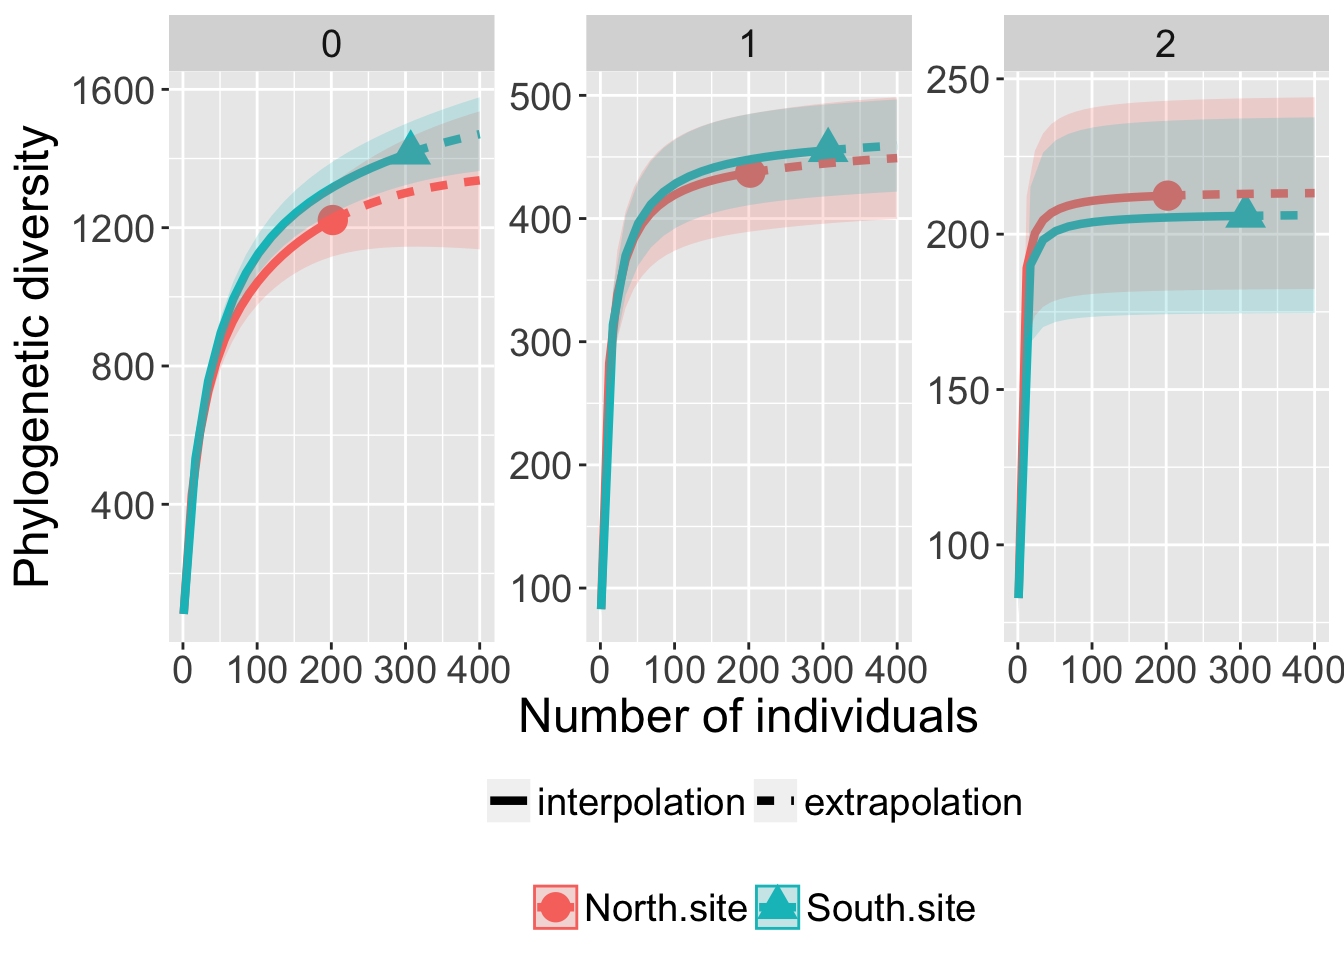 0 1 2
Phylogenetic diversity
1600
1200
800
400
500
400
300
200
100
250
200
150
100
0 100 200 300 400
0 100 200 300 400
0 100 200 300 400
Number of individuals
interpolation extrapolation
North.site South.site